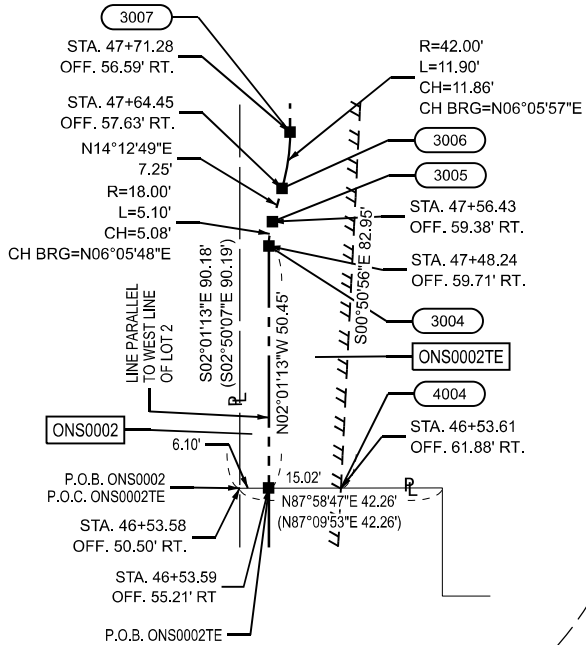 3007
STA. 47+71.28
OFF. 56.59' RT.
R=42.00'
L=11.90'
CH=11.86'
CH BRG=N06°05'57"E
STA. 47+64.45
OFF. 57.63' RT.
3006
N14°12'49"E
7.25'
3005
R=18.00'
L=5.10'
CH=5.08'
CH BRG=N06°05'48"E
STA. 47+56.43
OFF. 59.38' RT.
STA. 47+48.24
OFF. 59.71' RT.
3004
S02°01'13"E 90.18'
(S02°50'07"E 90.19')
S00°50'56"E 82.95'
LINE PARALLEL
TO WEST LINE
OF LOT 2
N02°01'13"W 50.45'
ONS0002TE
4004
PL
ONS0002
STA. 46+53.61
OFF. 61.88' RT.
6.10'
15.02'
PL
P.O.B. ONS0002
P.O.C. ONS0002TE
N87°58'47"E 42.26'
(N87°09'53"E 42.26')
STA. 46+53.58
OFF. 50.50' RT.
STA. 46+53.59
OFF. 55.21' RT
P.O.B. ONS0002TE